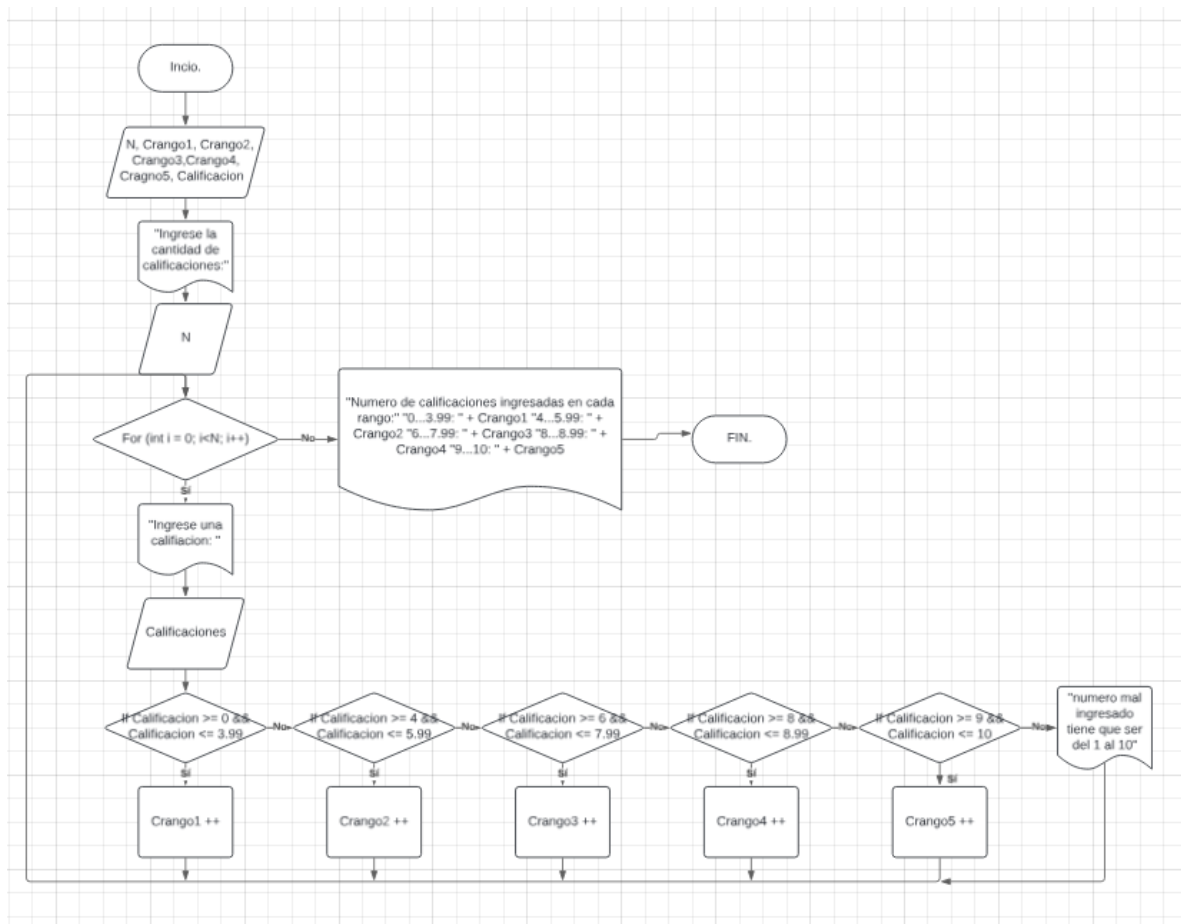 Incio.
N, Crango1, Crango2,
Crango3,Crango4,
Cragno5, Calificacion
"Ingrese la
cantidad de
calificaciones:"
N
For (int i = 0; i<N; i++)
No
"Numero de calificaciones ingresadas en cada
rango:" "0...3.99: " + Crango1 "4...5.99: " +
Crango2 "6...7.99: " + Crango3 "8...8.99: " +
Crango4 "9...10: " + Crango5
FIN.
Sí
"Ingrese una
califiacion: "
Calificaciones
If Calificacion >= 0 &&
Calificacion <= 3.99
No
If Calificacion >= 4 &&
Calificacion <= 5.99
No
If Calificacion >= 6 &&
Calificacion <= 7.99
No
If Calificacion >= 8 &&
Calificacion <= 8.99
No
If Calificacion >= 9 &&
Calificacion <= 10
No
"numero mal
ingresado
tiene que ser
del 1 al 10"
Sí
Sí
Sí
Sí
Sí
Crango1 ++
Crango2 ++
Crango3 ++
Crango4 ++
Crango5 ++